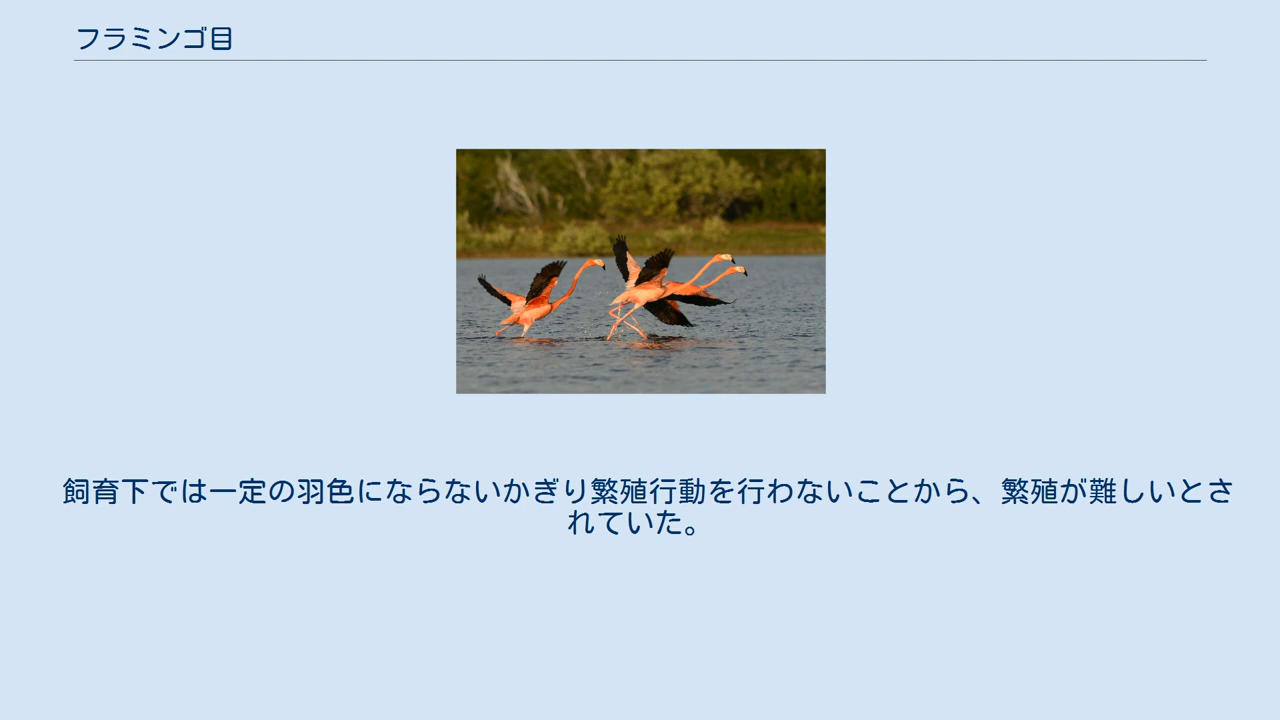 フラミンゴ目
飼育下では一定の羽色にならないかぎり繁殖行動を行わないことから、繁殖が難しいとさ
れていた。